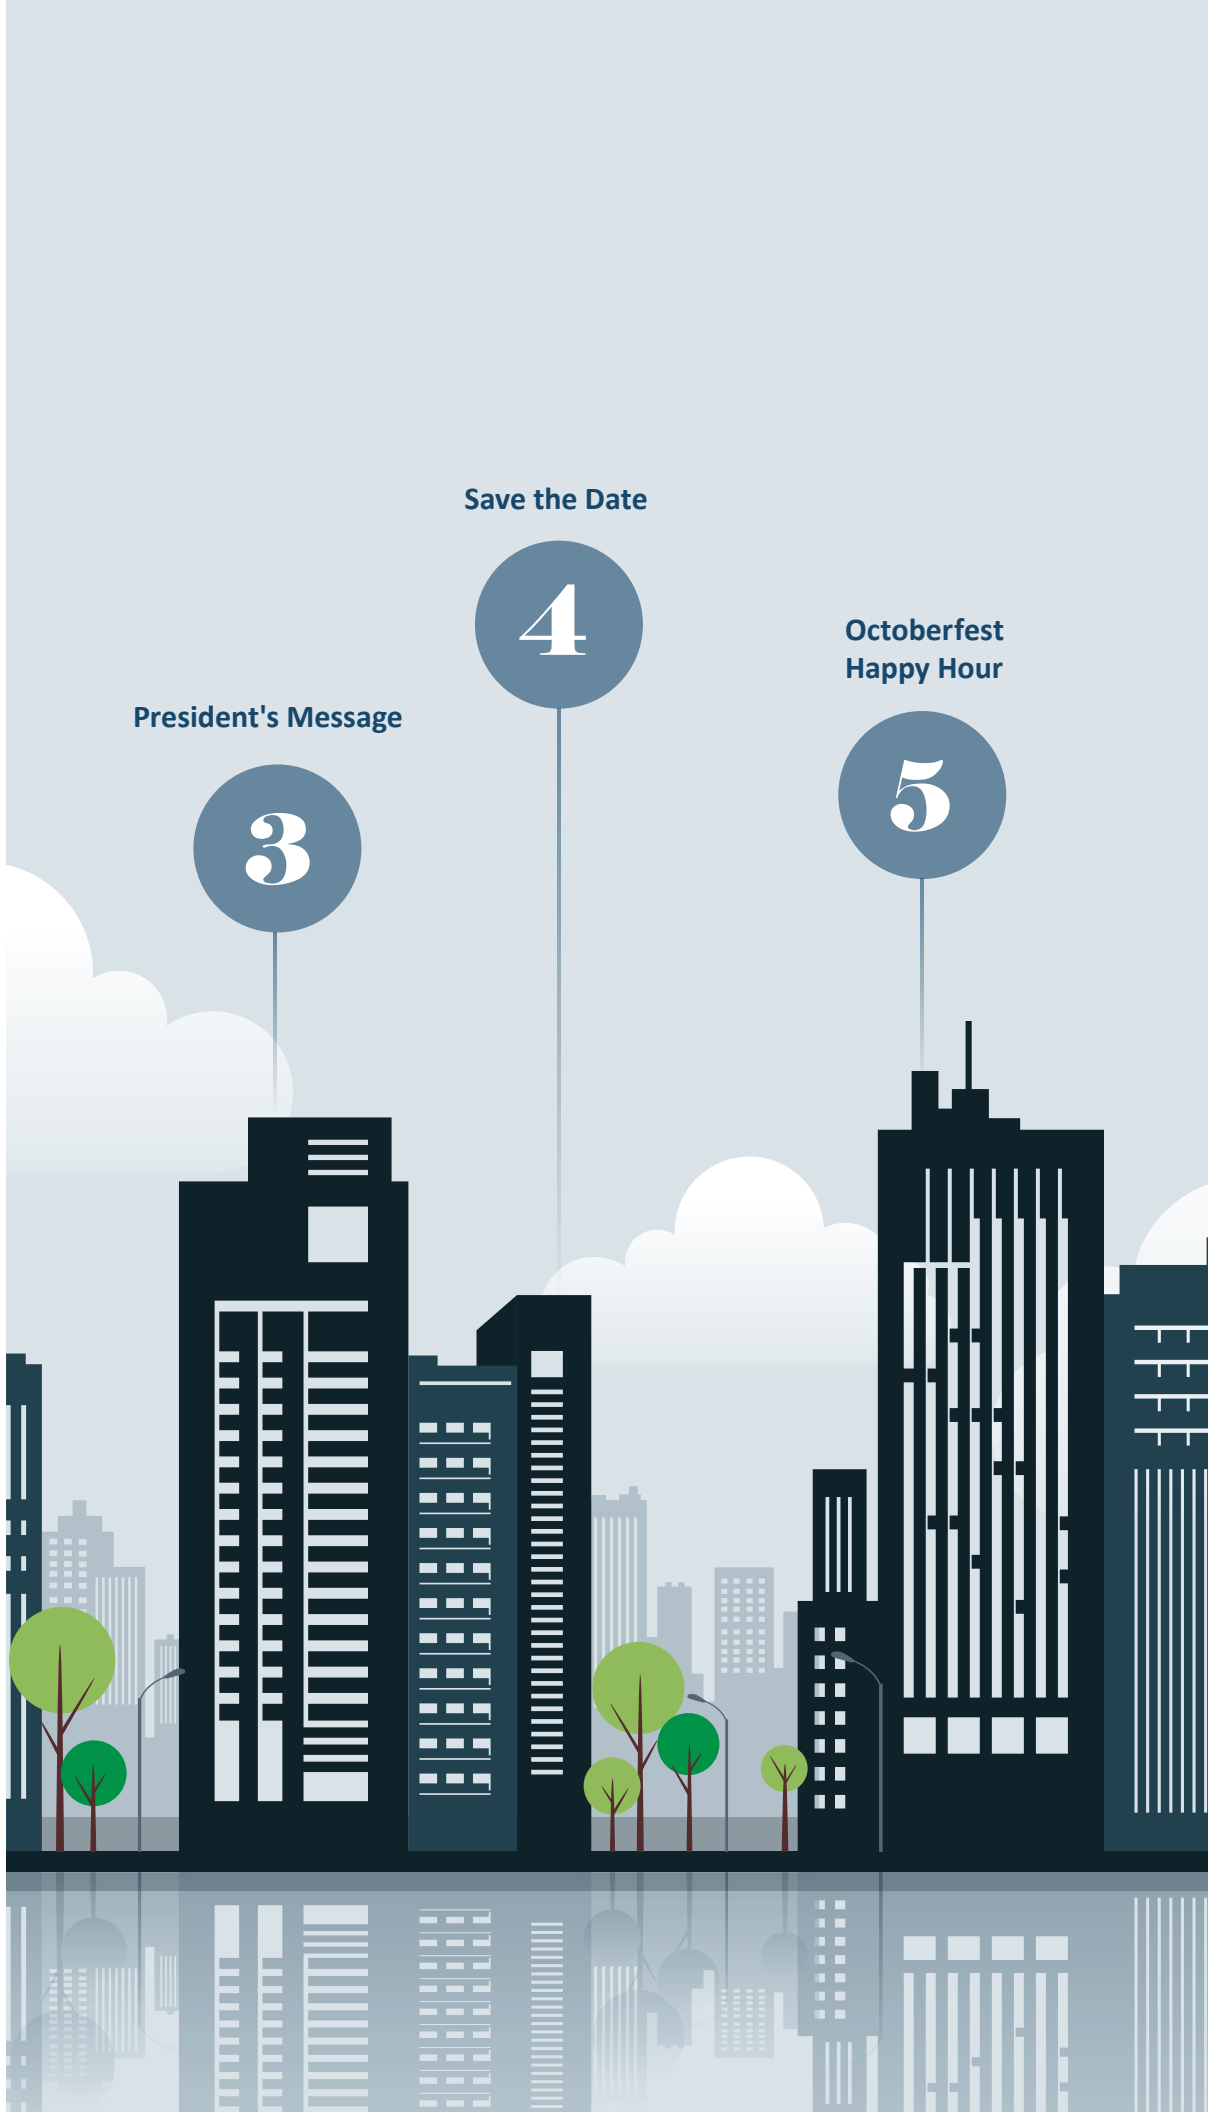 Save the Date
4
Octoberfest
Happy Hour
5
President's Message
3